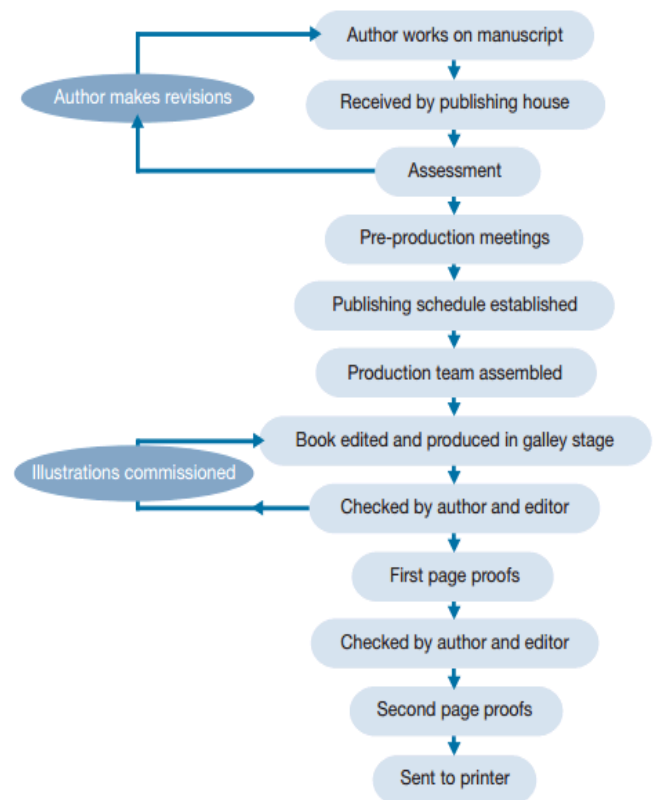 Author works on manuscript
Author makes revisions
Received by publishing house
Assessment
Pre-production meetings
Publishing schedule established
Production team assembled
Book edited and produced in galley stage
Illustrations commissioned
Checked by author and editor
First page proofs
Checked by author and editor
Second page proofs
Sent to printer